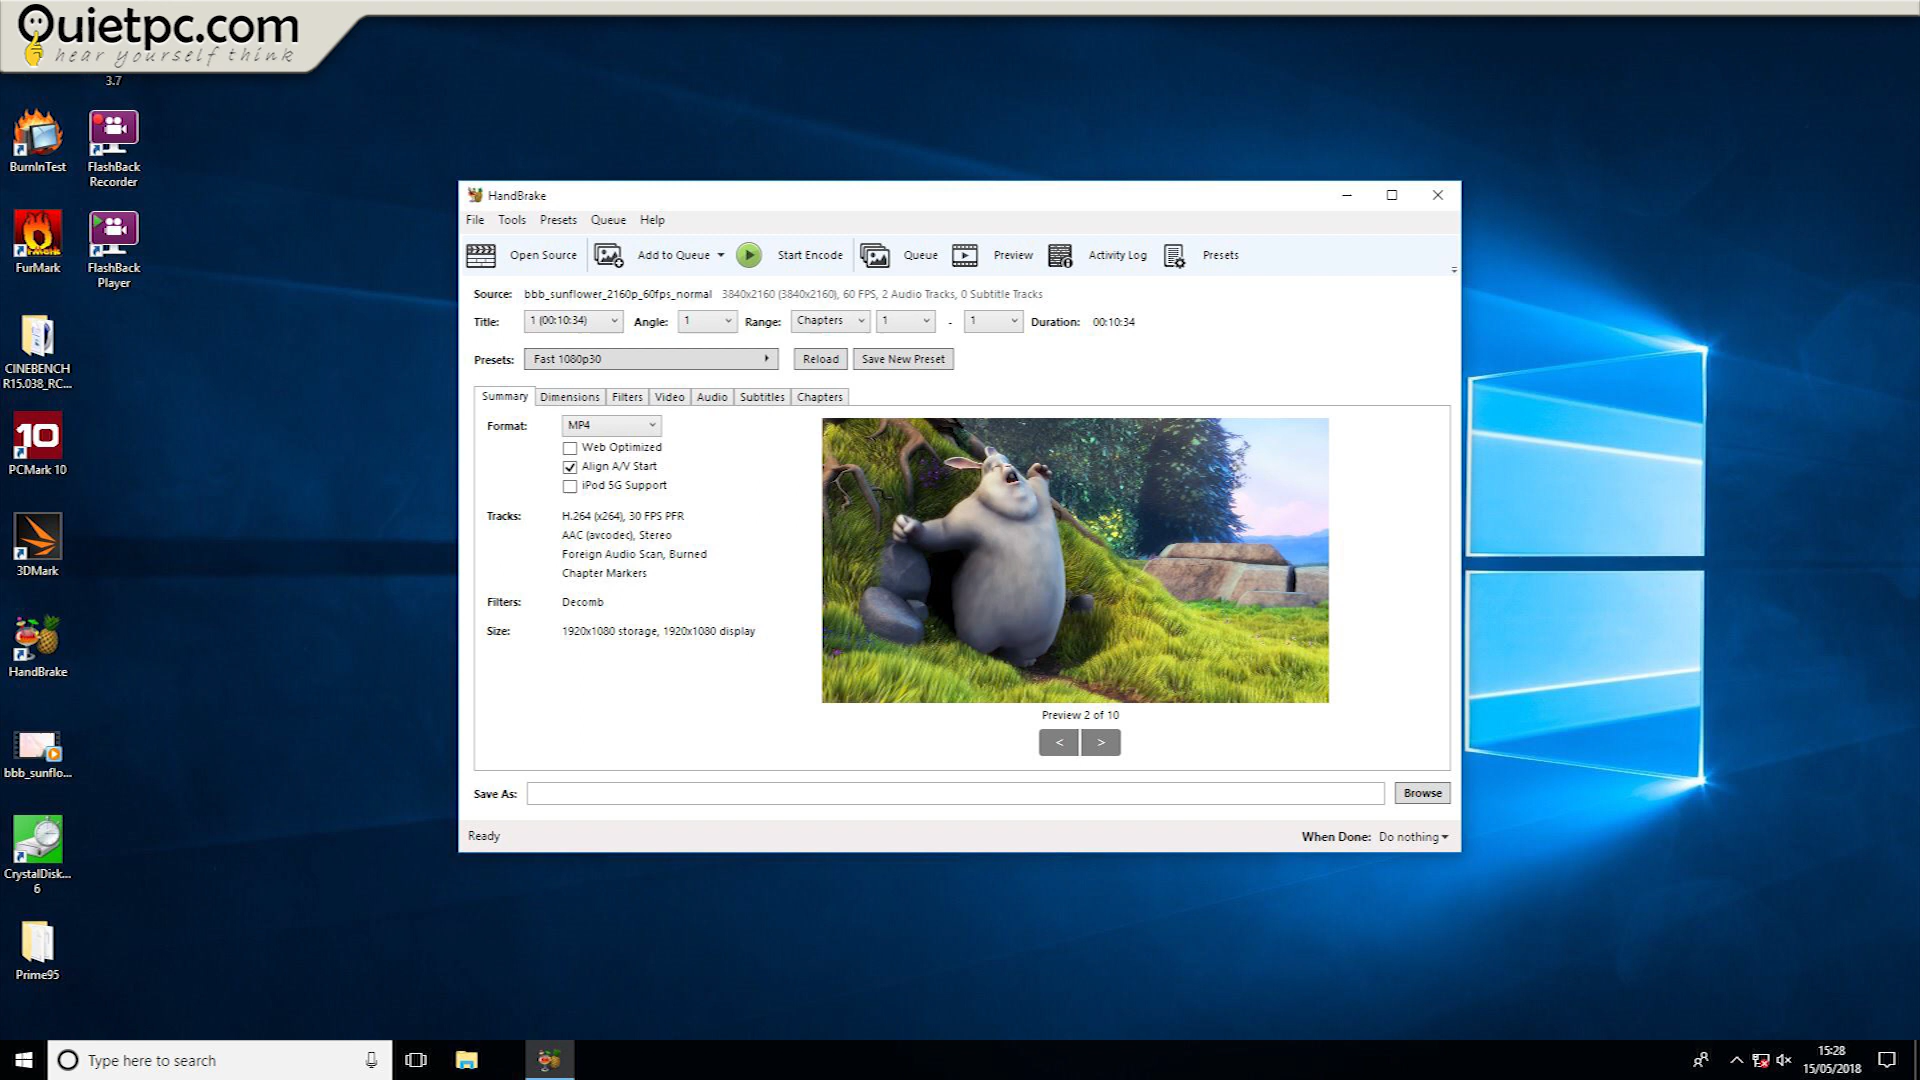 Quietpc.com
hear yourself think
3.7
BurnInTest
FlashBack
Recorder
FurMark
FlashBack
Player
CINEBENCH
R15.038_RC...
10
PCMark 10
3DMark
HandBrake
bbb_sunflo...
CrystalDisk...
6
Prime95
HandBrake
File Tools Presets Queue Help
Open Source Add to Queue Start Encode Queue Preview Activity Log Presets
Source: bbb_sunflower_2160p_60fps_normal 3840x2160 (3840x2160), 60 FPS, 2 Audio Tracks, 0 Subtitle Tracks
Title: 1 (00:10:34) Angle: 1 Range: Chapters 1 - 1 Duration: 00:10:34
Presets: Fast 1080p30 Reload Save New Preset
Summary Dimensions Filters Video Audio Subtitles Chapters
Format: MP4
Web Optimized
Align A/V Start
iPod 5G Support
Tracks: H.264 (x264), 30 FPS PFR
AAC (avcodec), Stereo
Foreign Audio Scan, Burned
Chapter Markers
Filters: Decomb
Size: 1920x1080 storage, 1920x1080 display
Preview 2 of 10
< >
Save As: Browse
Ready When Done: Do nothing
Type here to search
15:28
15/05/2018